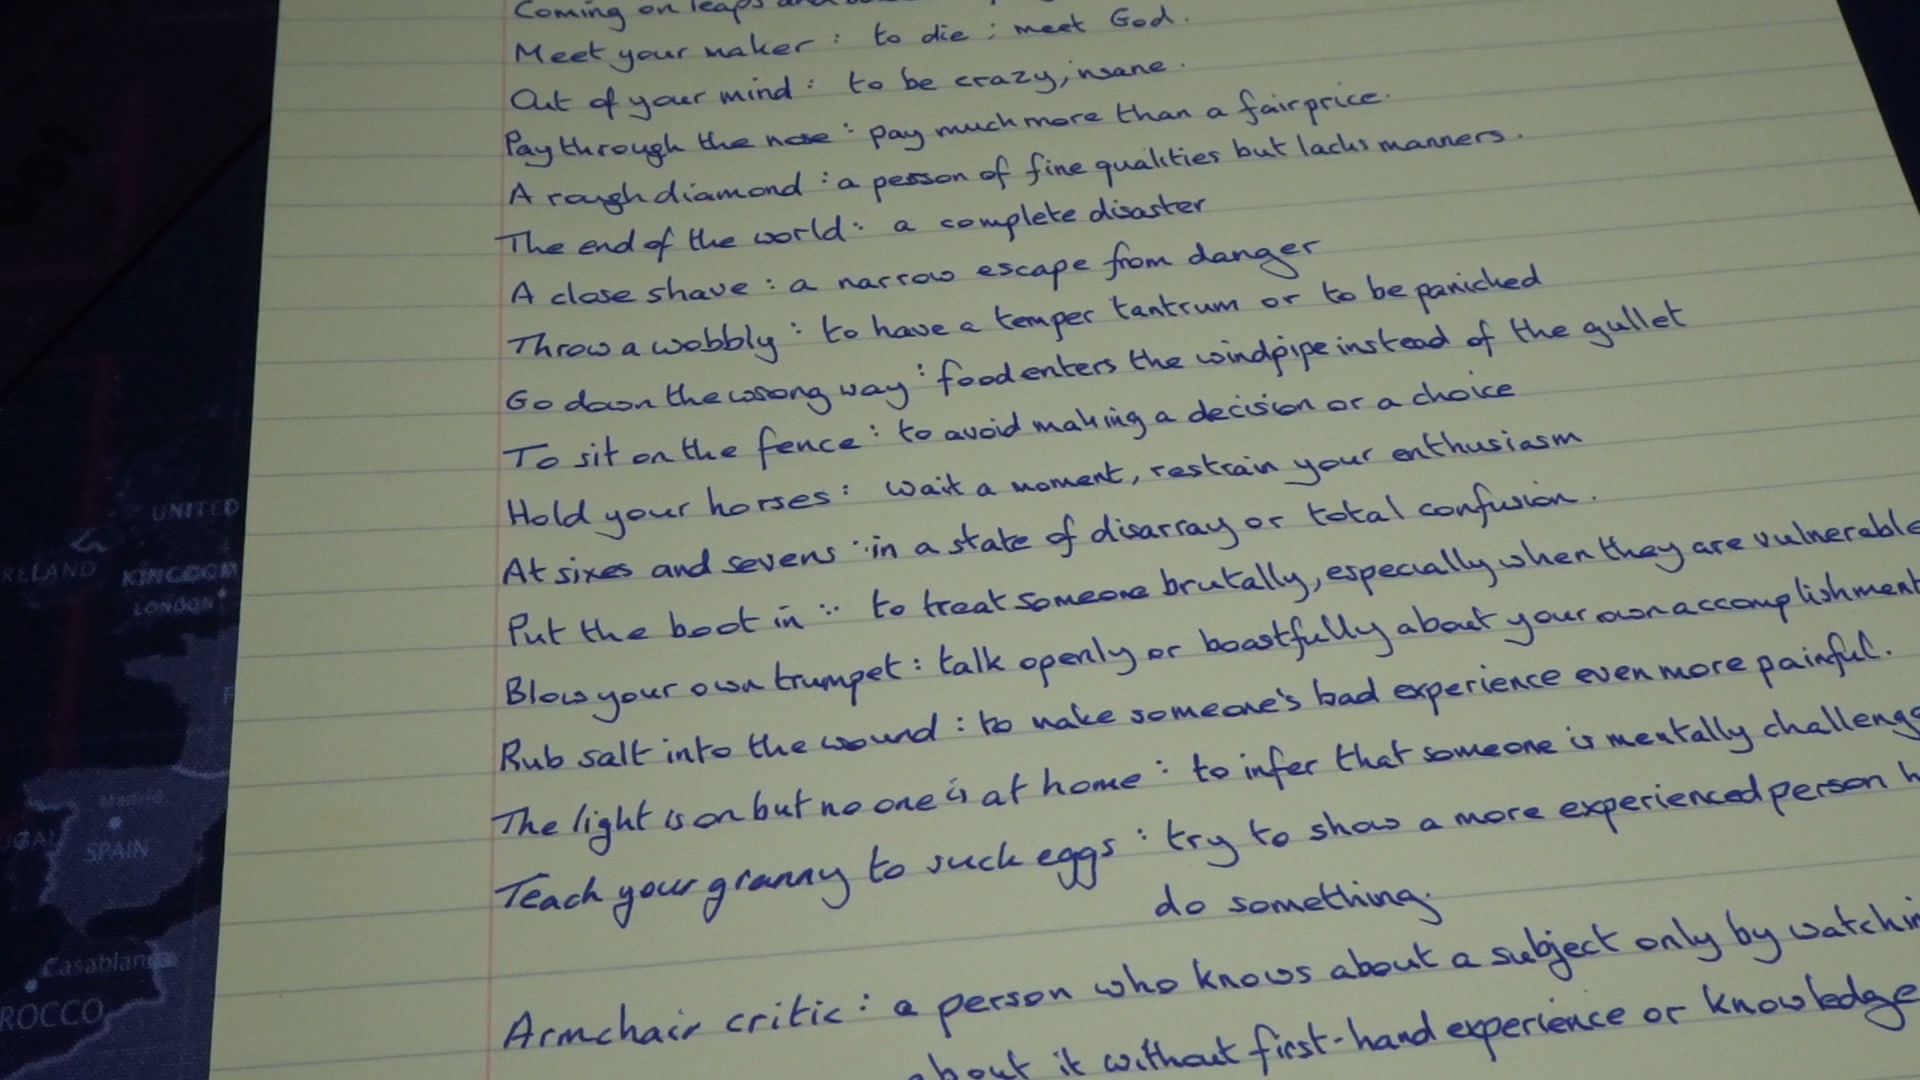 Coming on leaps and
Meet your maker : to die ; meet God.
Out of your mind : to be crazy, insane.
Pay through the nose : pay much more than a fair price.
A rough diamond : a person of fine qualities but lacks manners.
The end of the world : a complete disaster
A close shave : a narrow escape from danger
Throw a wobbly : to have a temper tantrum or to be panicked
Go down the wrong way : food enters the windpipe instead of the gullet
To sit on the fence : to avoid making a decision or a choice
Hold your horses : wait a moment, restrain your enthusiasm
At sixes and sevens : in a state of disarray or total confusion.
Put the boot in : to treat someone brutally, especially when they are vulnerable
Blow your own trumpet : talk openly or boastfully about your own accomplishment
Rub salt into the wound : to make someone's bad experience even more painful.
The light is on but no one is at home : to infer that someone is mentally
Teach your granny to suck eggs : try to show a more experienced person
do something.
Armchair critic : a person who knows about a subject only by
about it without first-hand experience or knowledge
UNITED
KINGDOM
LONDON
Madrid
SPAIN